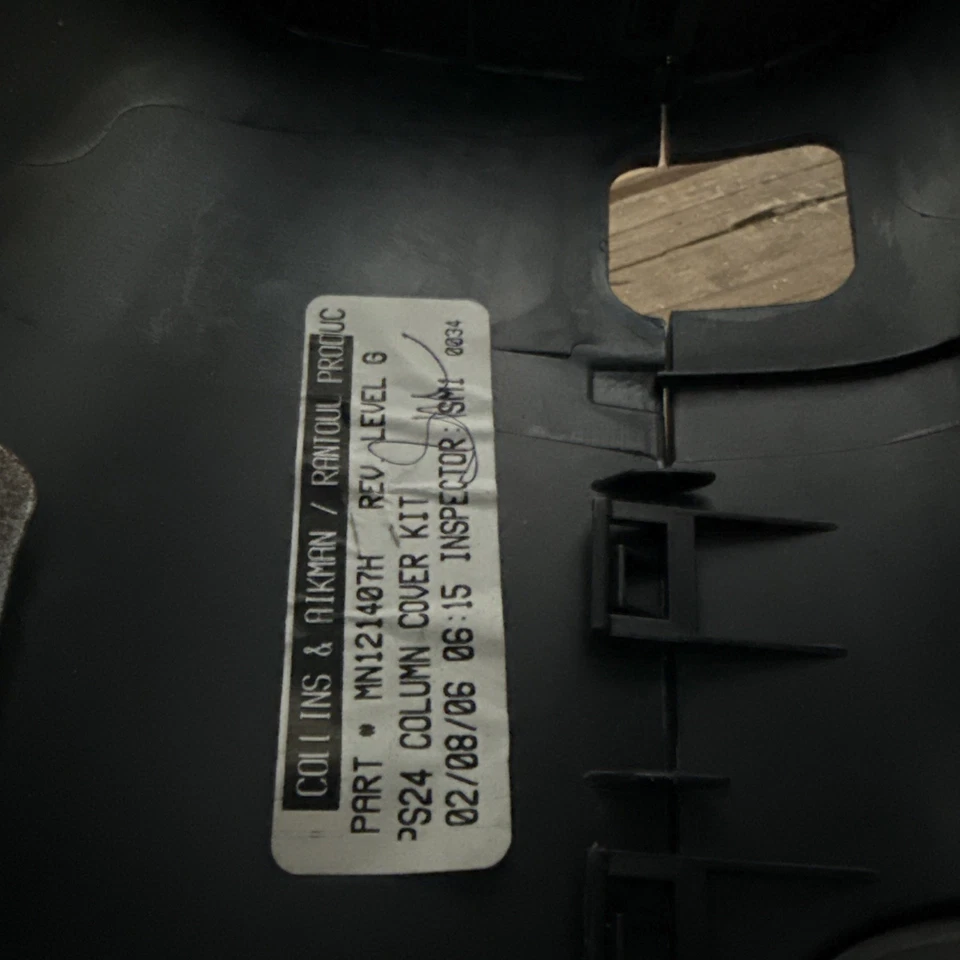 COLLINS & AIKMAN / RANTOUL PRODUC
PART # MN121407H REV LEVEL G
PS24 COLUMN COVER KIT
02/08/06 06:15 INSPECTOR: SM1 0034